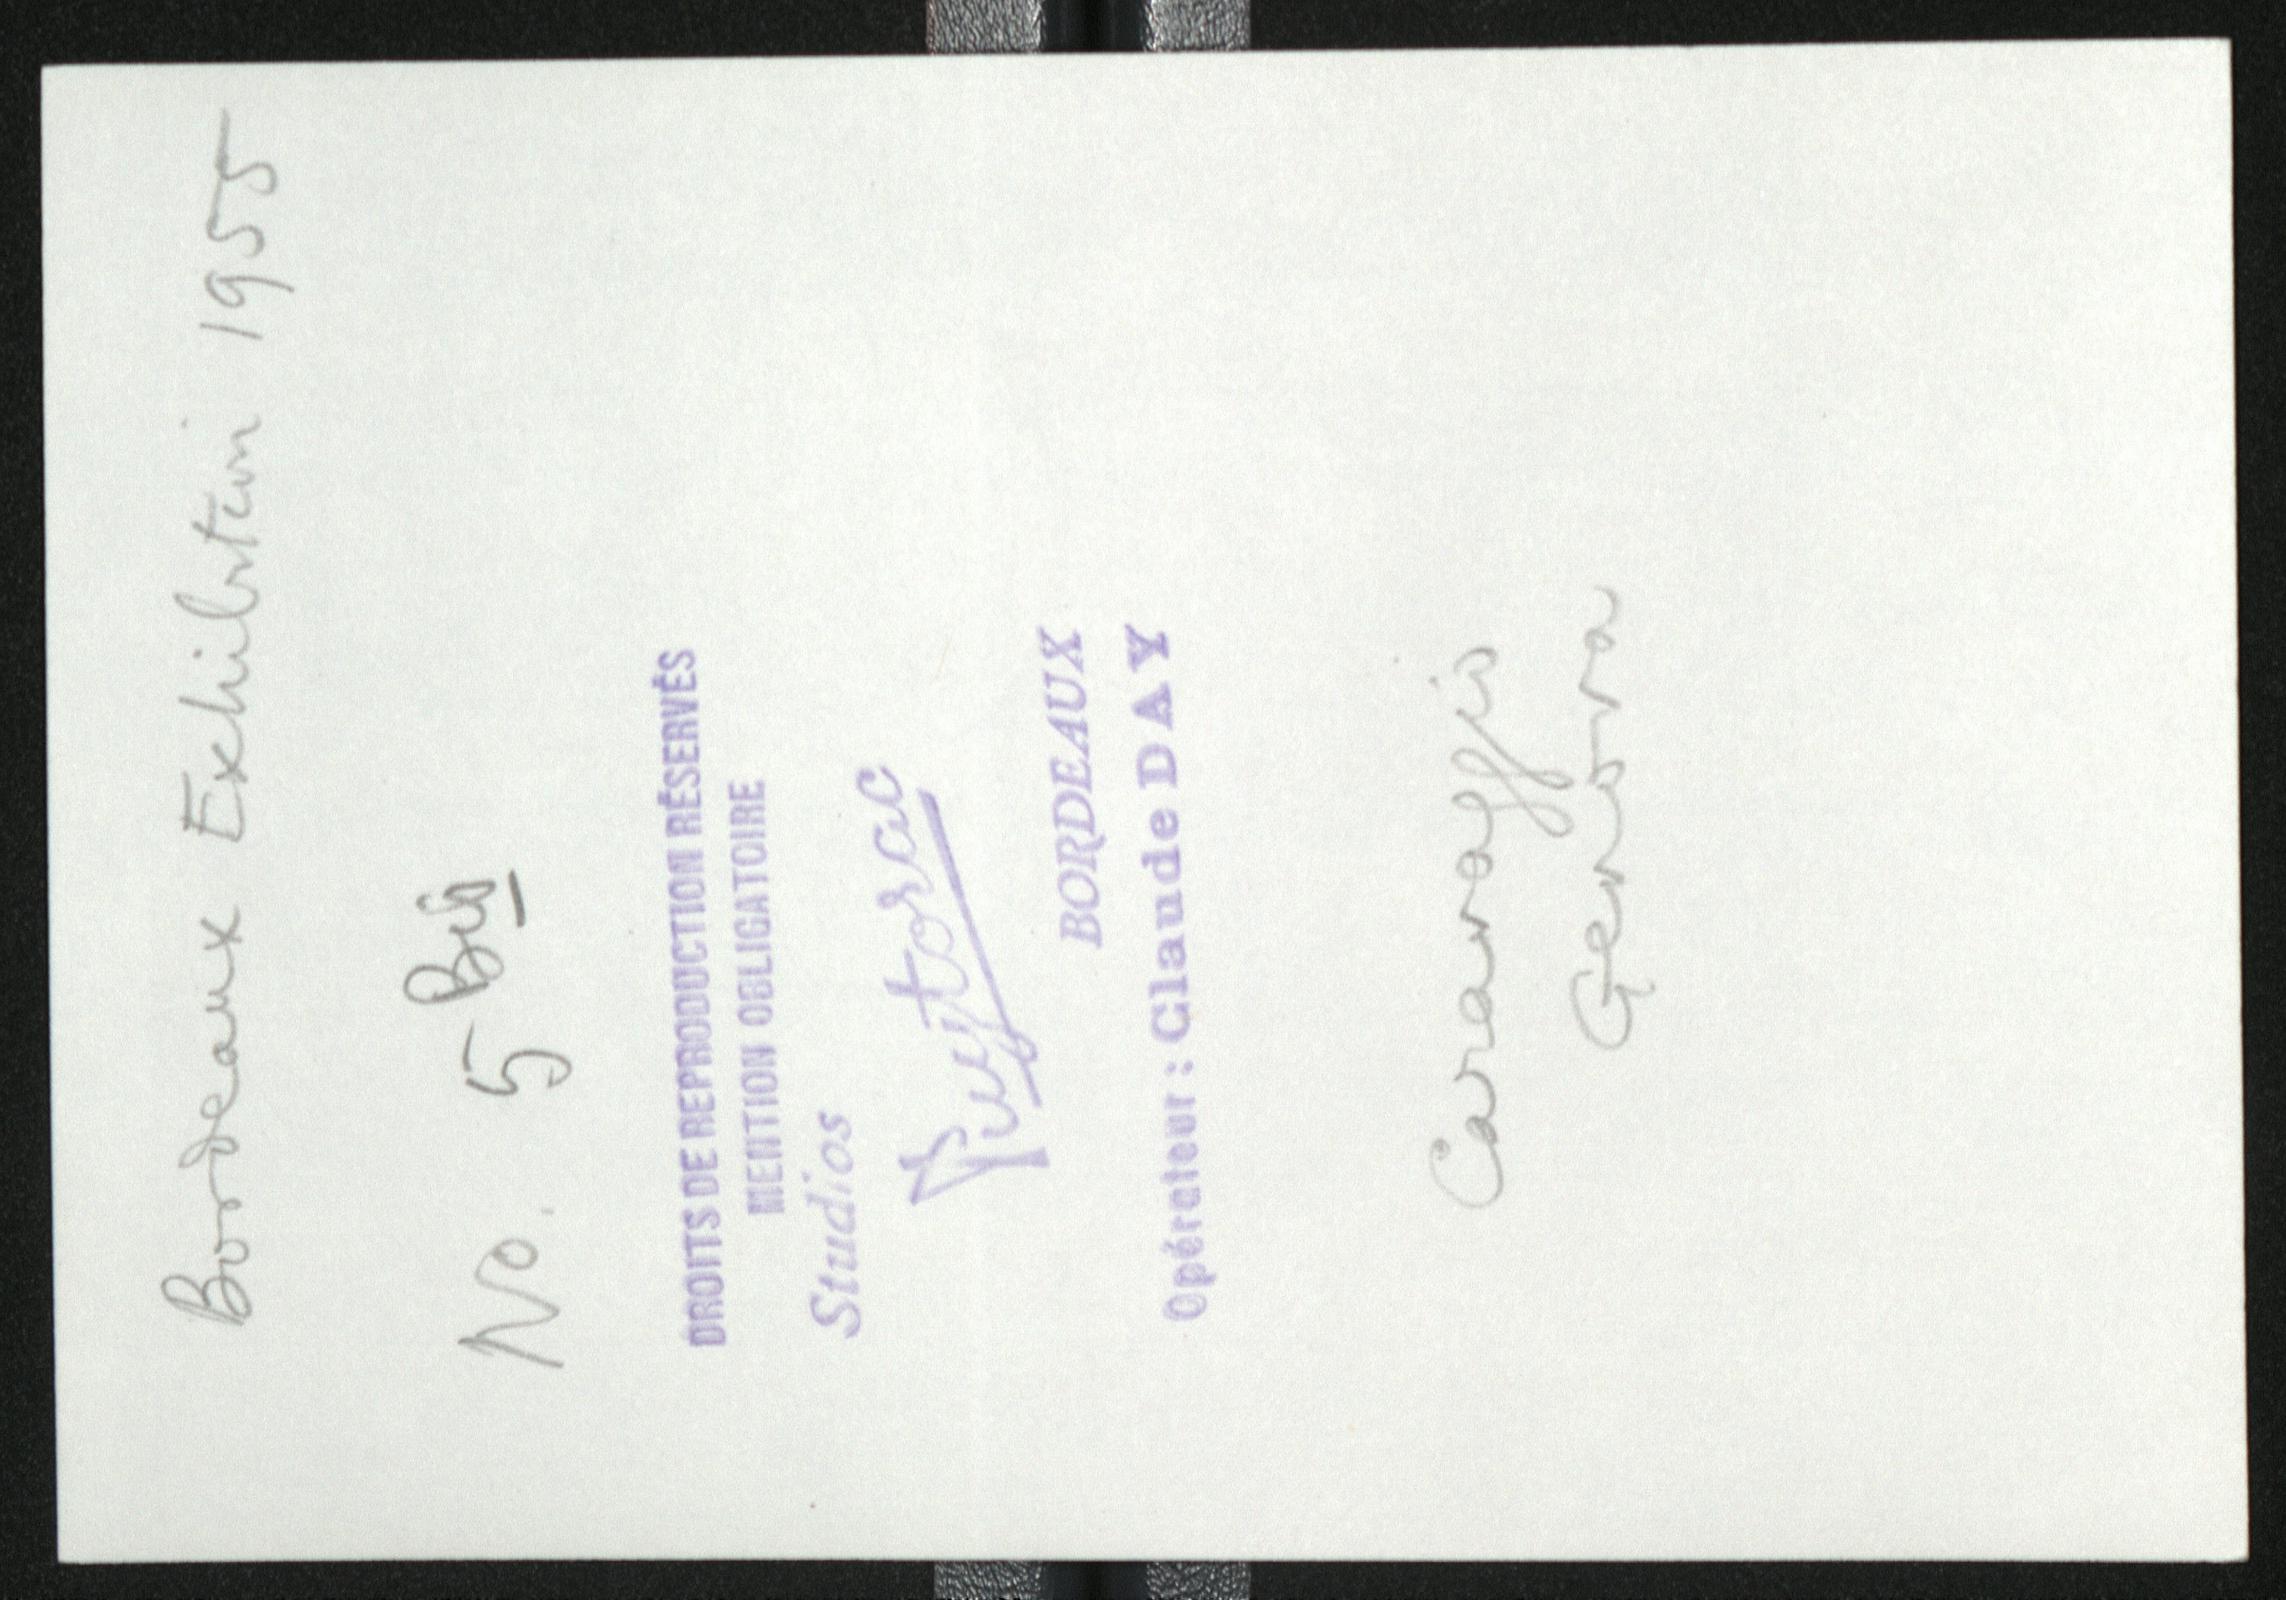 Bordeaux Exhibition 1955
No. 5 Bis
DROITS DE REPRODUCTION RÉSERVÉS
MENTION OBLIGATOIRE
Studios
Puytorac
BORDEAUX
Opérateur : Claude DAY
Caravaggio
Genova